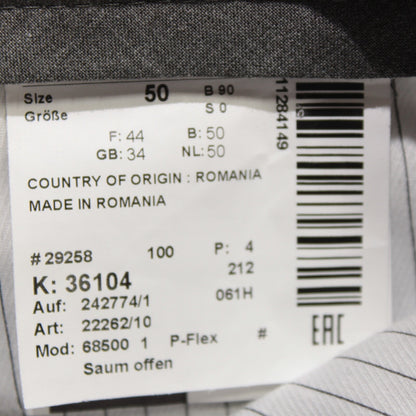 Size 50 B 90
Größe S 0
F: 44 B: 50
GB: 34 NL: 50
COUNTRY OF ORIGIN : ROMANIA
MADE IN ROMANIA
# 29258 100 P: 4
K: 36104 212
Auf: 242774/1 061H
Art: 22262/10
Mod: 68500 1 P-Flex #
Saum offen
11284149
EAC